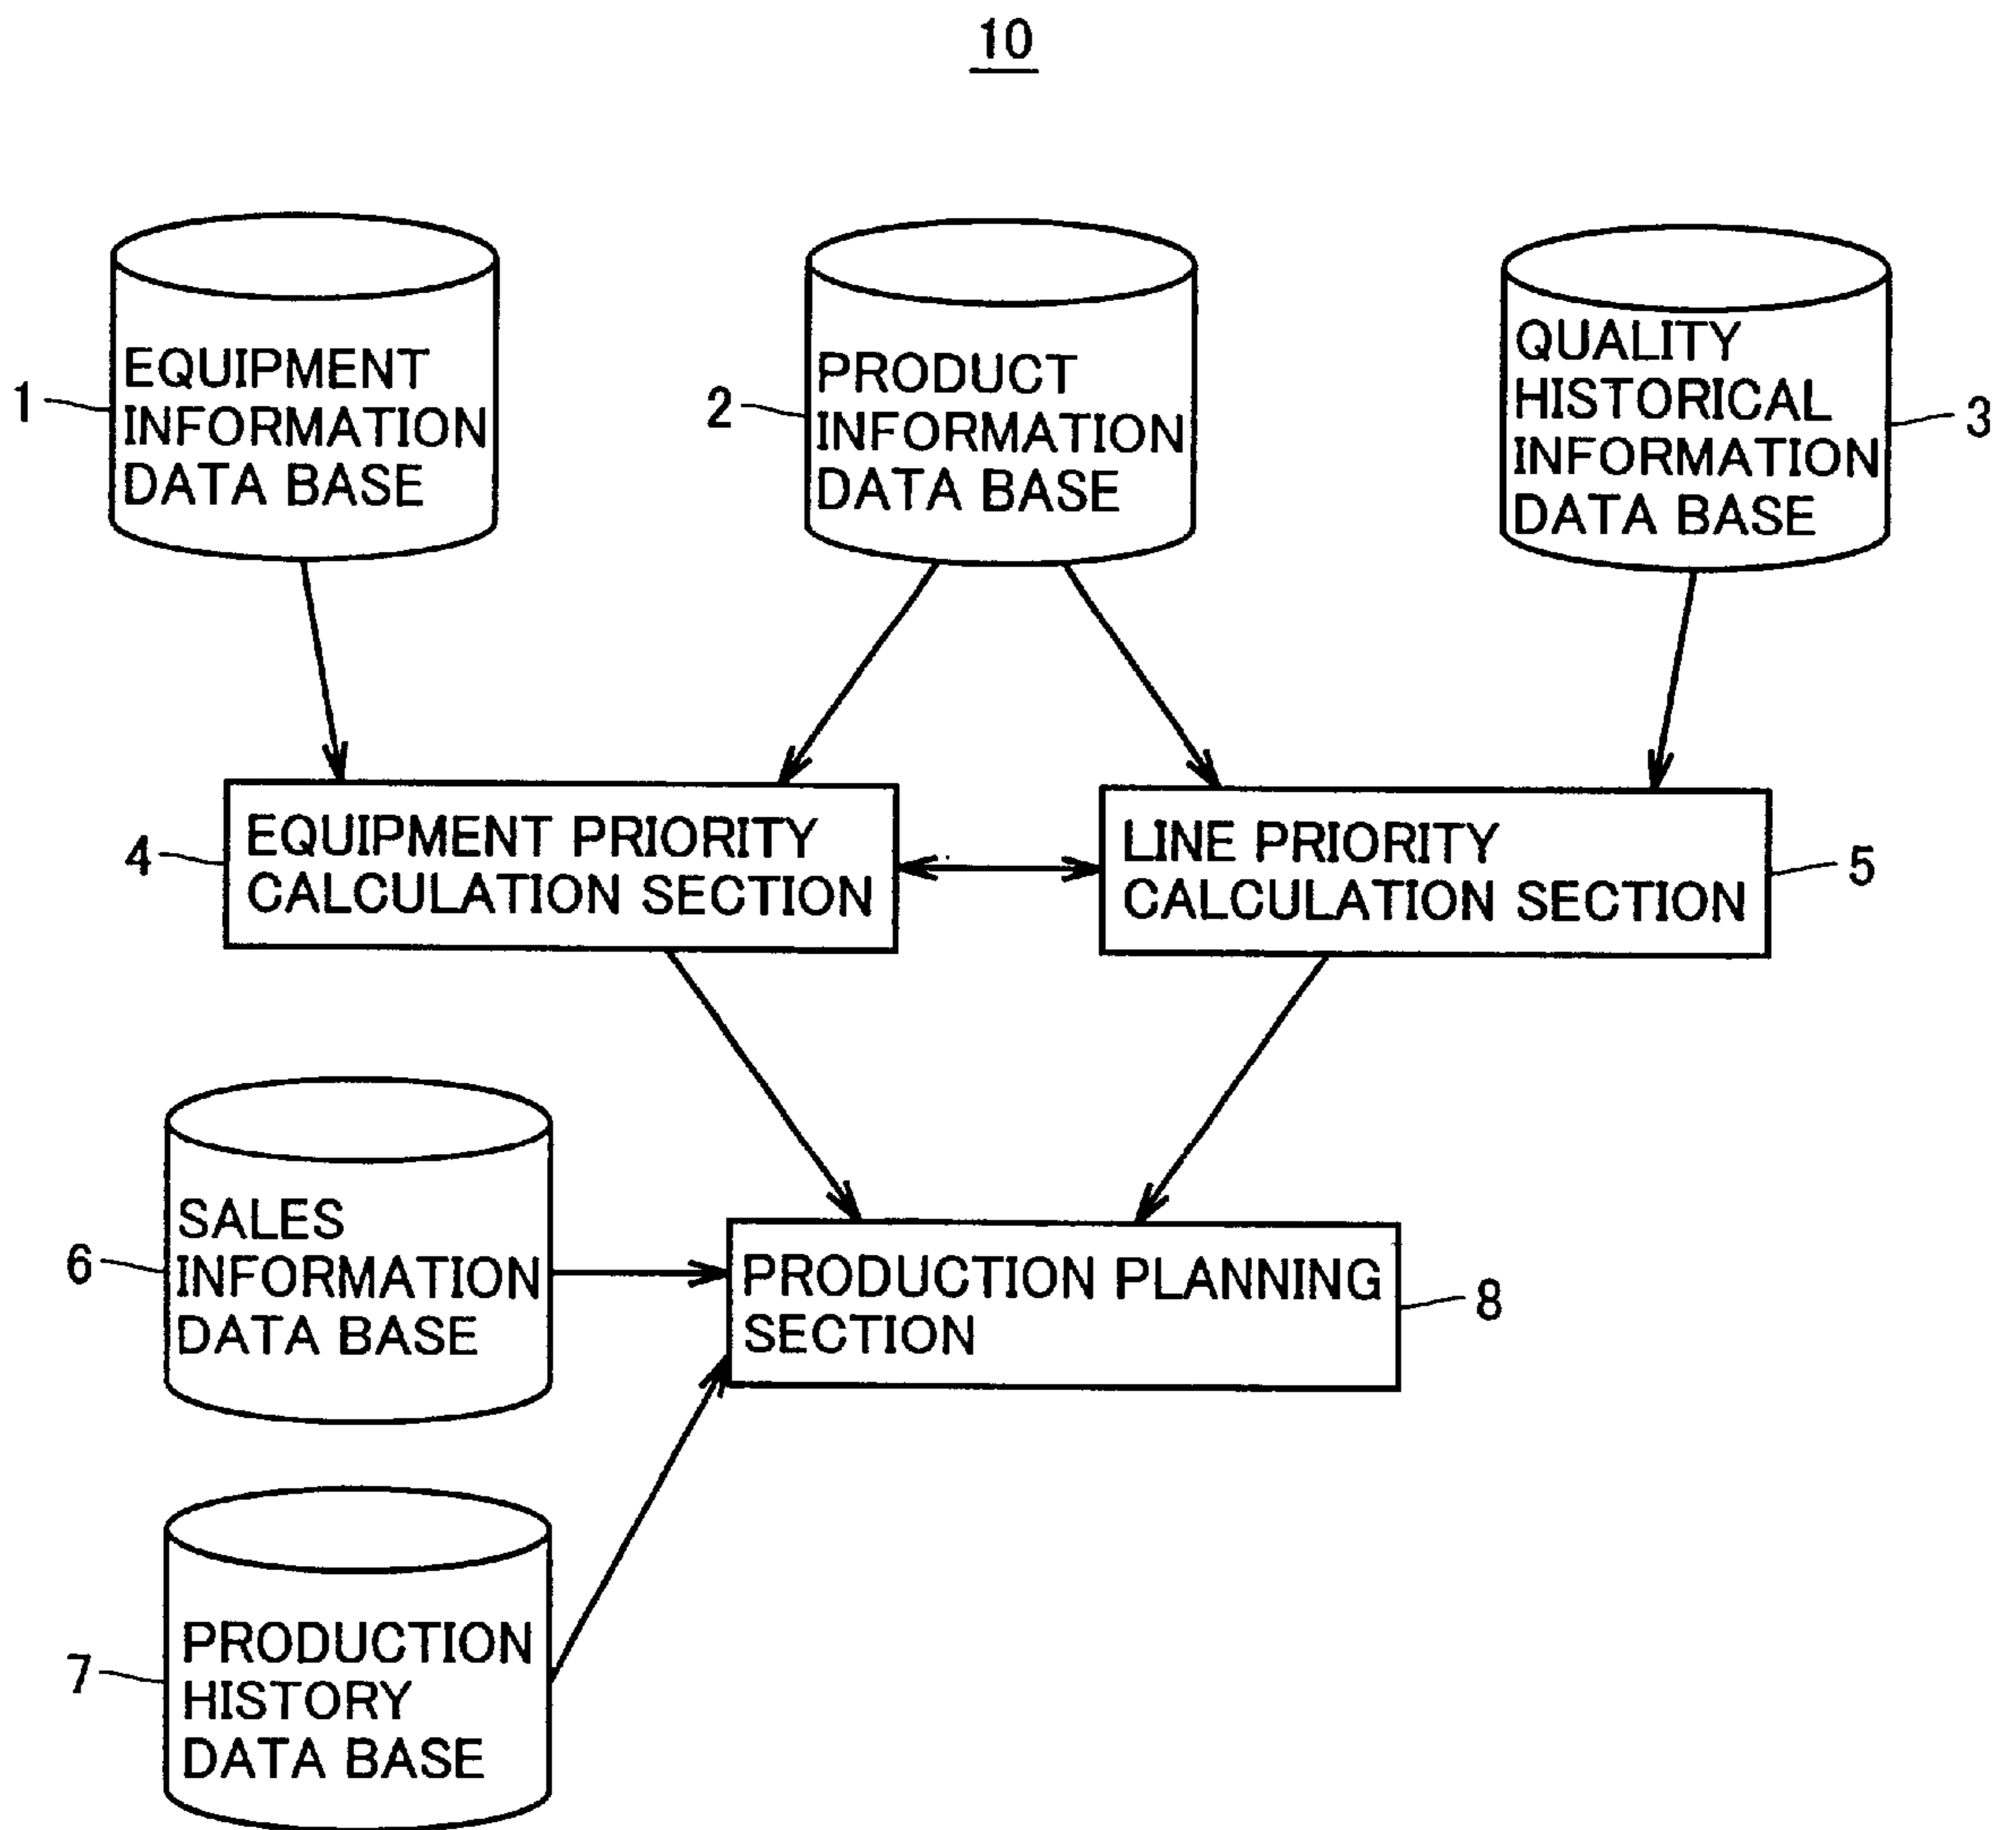 10
1
EQUIPMENT
INFORMATION
DATA BASE
2
PRODUCT
INFORMATION
DATA BASE
QUALITY
HISTORICAL
INFORMATION
DATA BASE
3
4
EQUIPMENT PRIORITY
CALCULATION SECTION
LINE PRIORITY
CALCULATION SECTION
5
6
SALES
INFORMATION
DATA BASE
PRODUCTION PLANNING
SECTION
8
7
PRODUCTION
HISTORY
DATA BASE